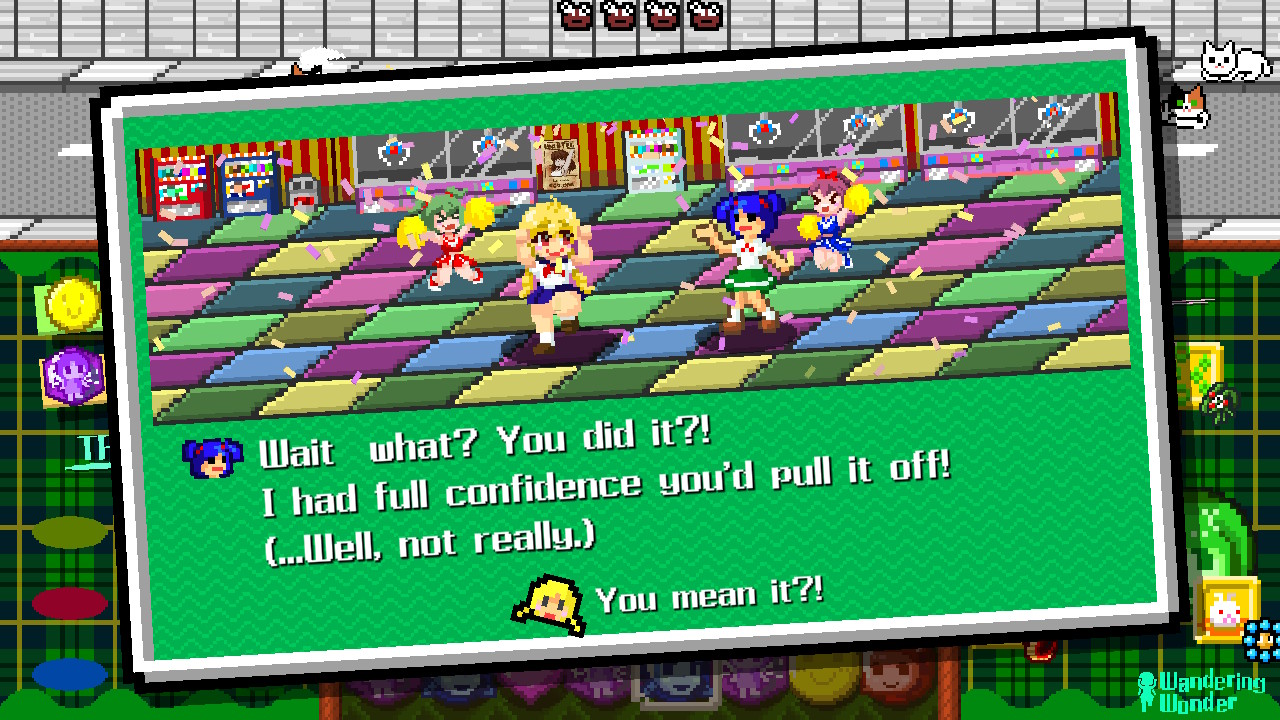 WANTED
Wait what? You did it?!
I had full confidence you'd pull it off!
(...Well, not really.)
You mean it?!
Wandering
Wonder